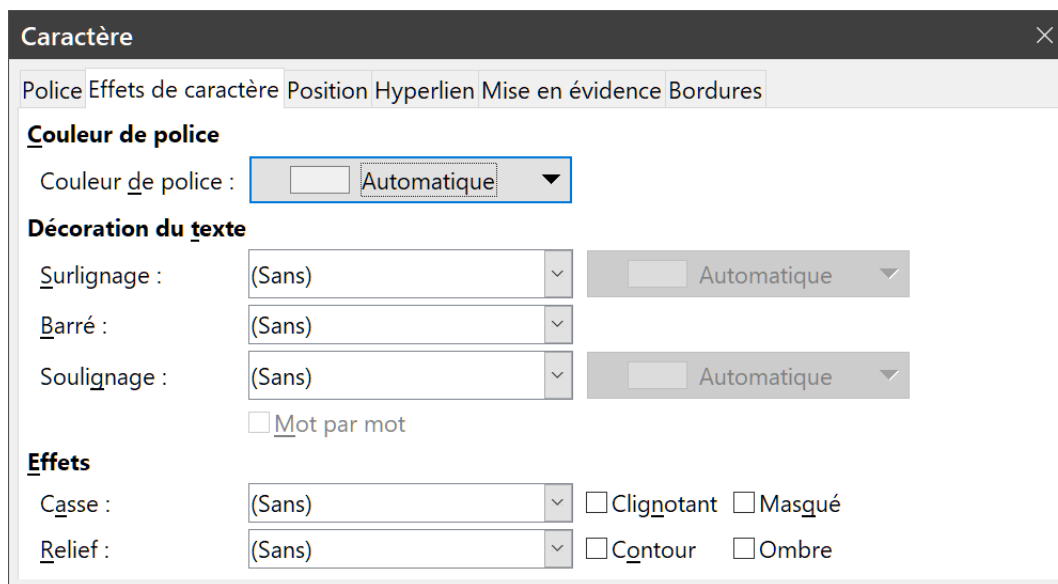 Caractère
Police Effets de caractère Position Hyperlien Mise en évidence Bordures
Couleur de police
Couleur de police : Automatique
Décoration du texte
Surlignage : (Sans) Automatique
Barré : (Sans)
Soulignage : (Sans) Automatique
Mot par mot
Effets
Casse : (Sans) Clignotant Masqué
Relief : (Sans) Contour Ombre